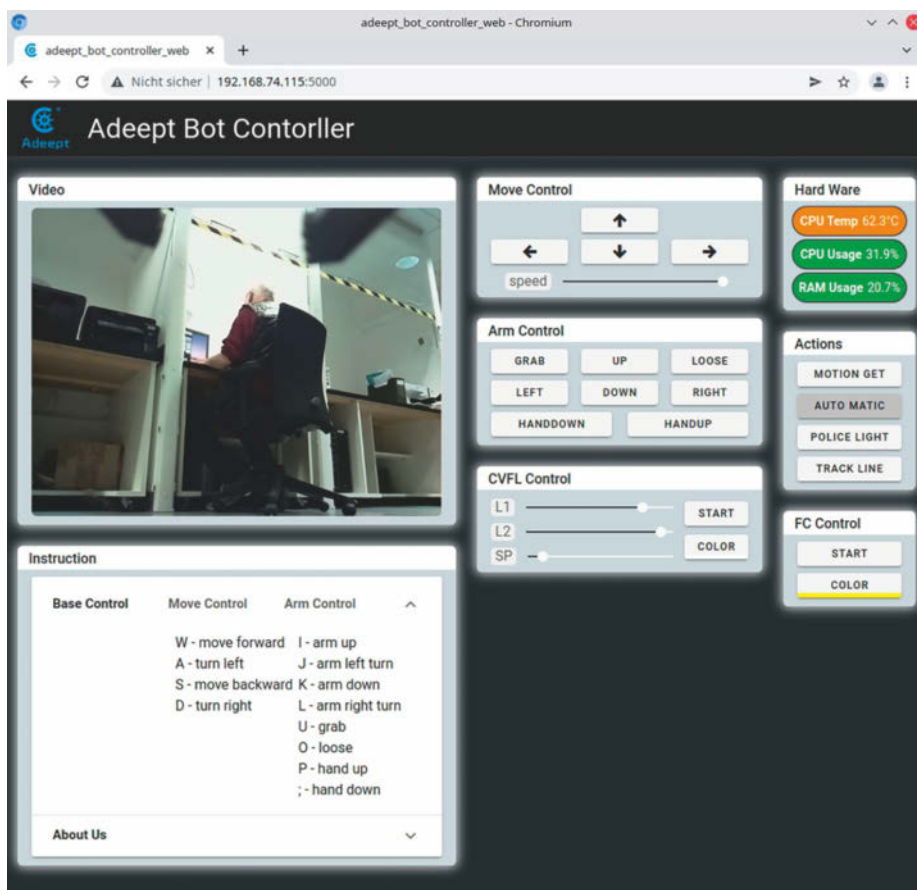 adeept_bot_controller_web - Chromium
adeept_bot_controller_web
Nicht sicher | 192.168.74.115:5000
Adeept
Adeept Bot Contorller
Video
Move Control
speed
Arm Control
GRAB UP LOOSE
LEFT DOWN RIGHT
HANDDOWN HANDUP
CVFL Control
L1
START
L2
COLOR
SP
Hard Ware
CPU Temp 62.3°C
CPU Usage 31.9%
RAM Usage 20.7%
Actions
MOTION GET
AUTO MATIC
POLICE LIGHT
TRACK LINE
FC Control
START
COLOR
Instruction
Base Control Move Control Arm Control
W - move forward I - arm up
A - turn left J - arm left turn
S - move backward K - arm down
D - turn right L - arm right turn
U - grab
O - loose
P - hand up
; - hand down
About Us